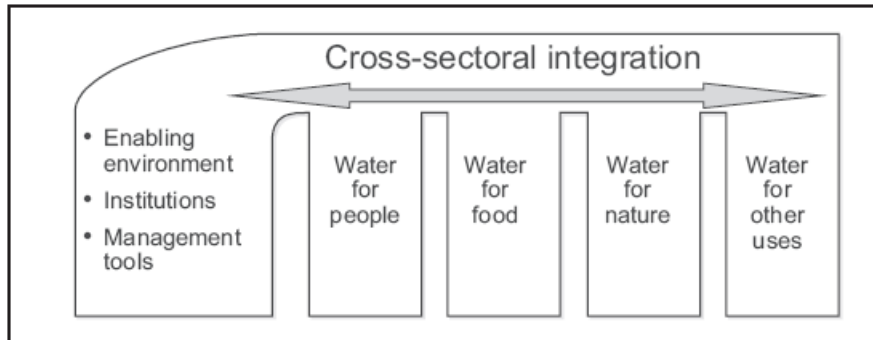 Cross-sectoral integration
• Enabling
environment
• Institutions
• Management
tools
Water
for
people
Water
for
food
Water
for
nature
Water
for
other
uses